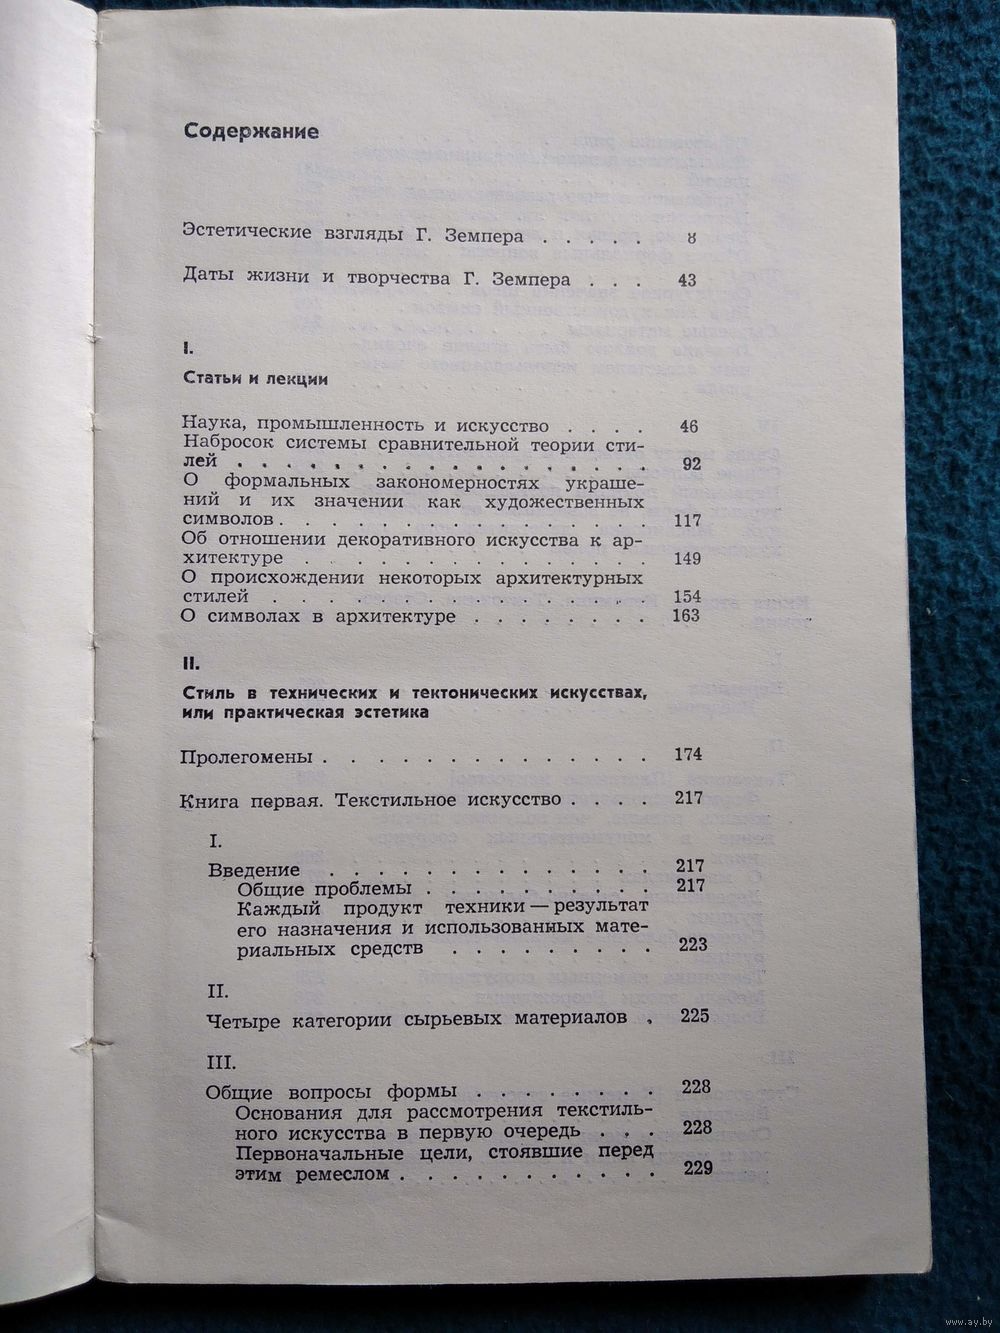 Содержание
Эстетические взгляды Г. Земпера . . . . . 8
Даты жизни и творчества Г. Земпера . . . 43
I.
Статьи и лекции
Наука, промышленность и искусство . . . . 46
Набросок системы сравнительной теории сти-
лей . . . . . . . . . . . . . . . . . 92
О формальных закономерностях украше-
ний и их значении как художественных
символов . . . . . . . . . . . . . . . 117
Об отношении декоративного искусства к ар-
хитектуре . . . . . . . . . . . . . . 149
О происхождении некоторых архитектурных
стилей . . . . . . . . . . . . . . . 154
О символах в архитектуре . . . . . . . . 163
II.
Стиль в технических и тектонических искусствах,
или практическая эстетика
Пролегомены . . . . . . . . . . . . . . 174
Книга первая. Текстильное искусство . . . . 217
I.
Введение . . . . . . . . . . . . . . 217
Общие проблемы . . . . . . . . . . 217
Каждый продукт техники — результат
его назначения и использованных мате-
риальных средств . . . . . . . . . 223
II.
Четыре категории сырьевых материалов . 225
III.
Общие вопросы формы . . . . . . . . 228
Основания для рассмотрения текстиль-
ного искусства в первую очередь . . . 228
Первоначальные цели, стоявшие перед
этим ремеслом . . . . . . . . . . . 229
www.ay.by